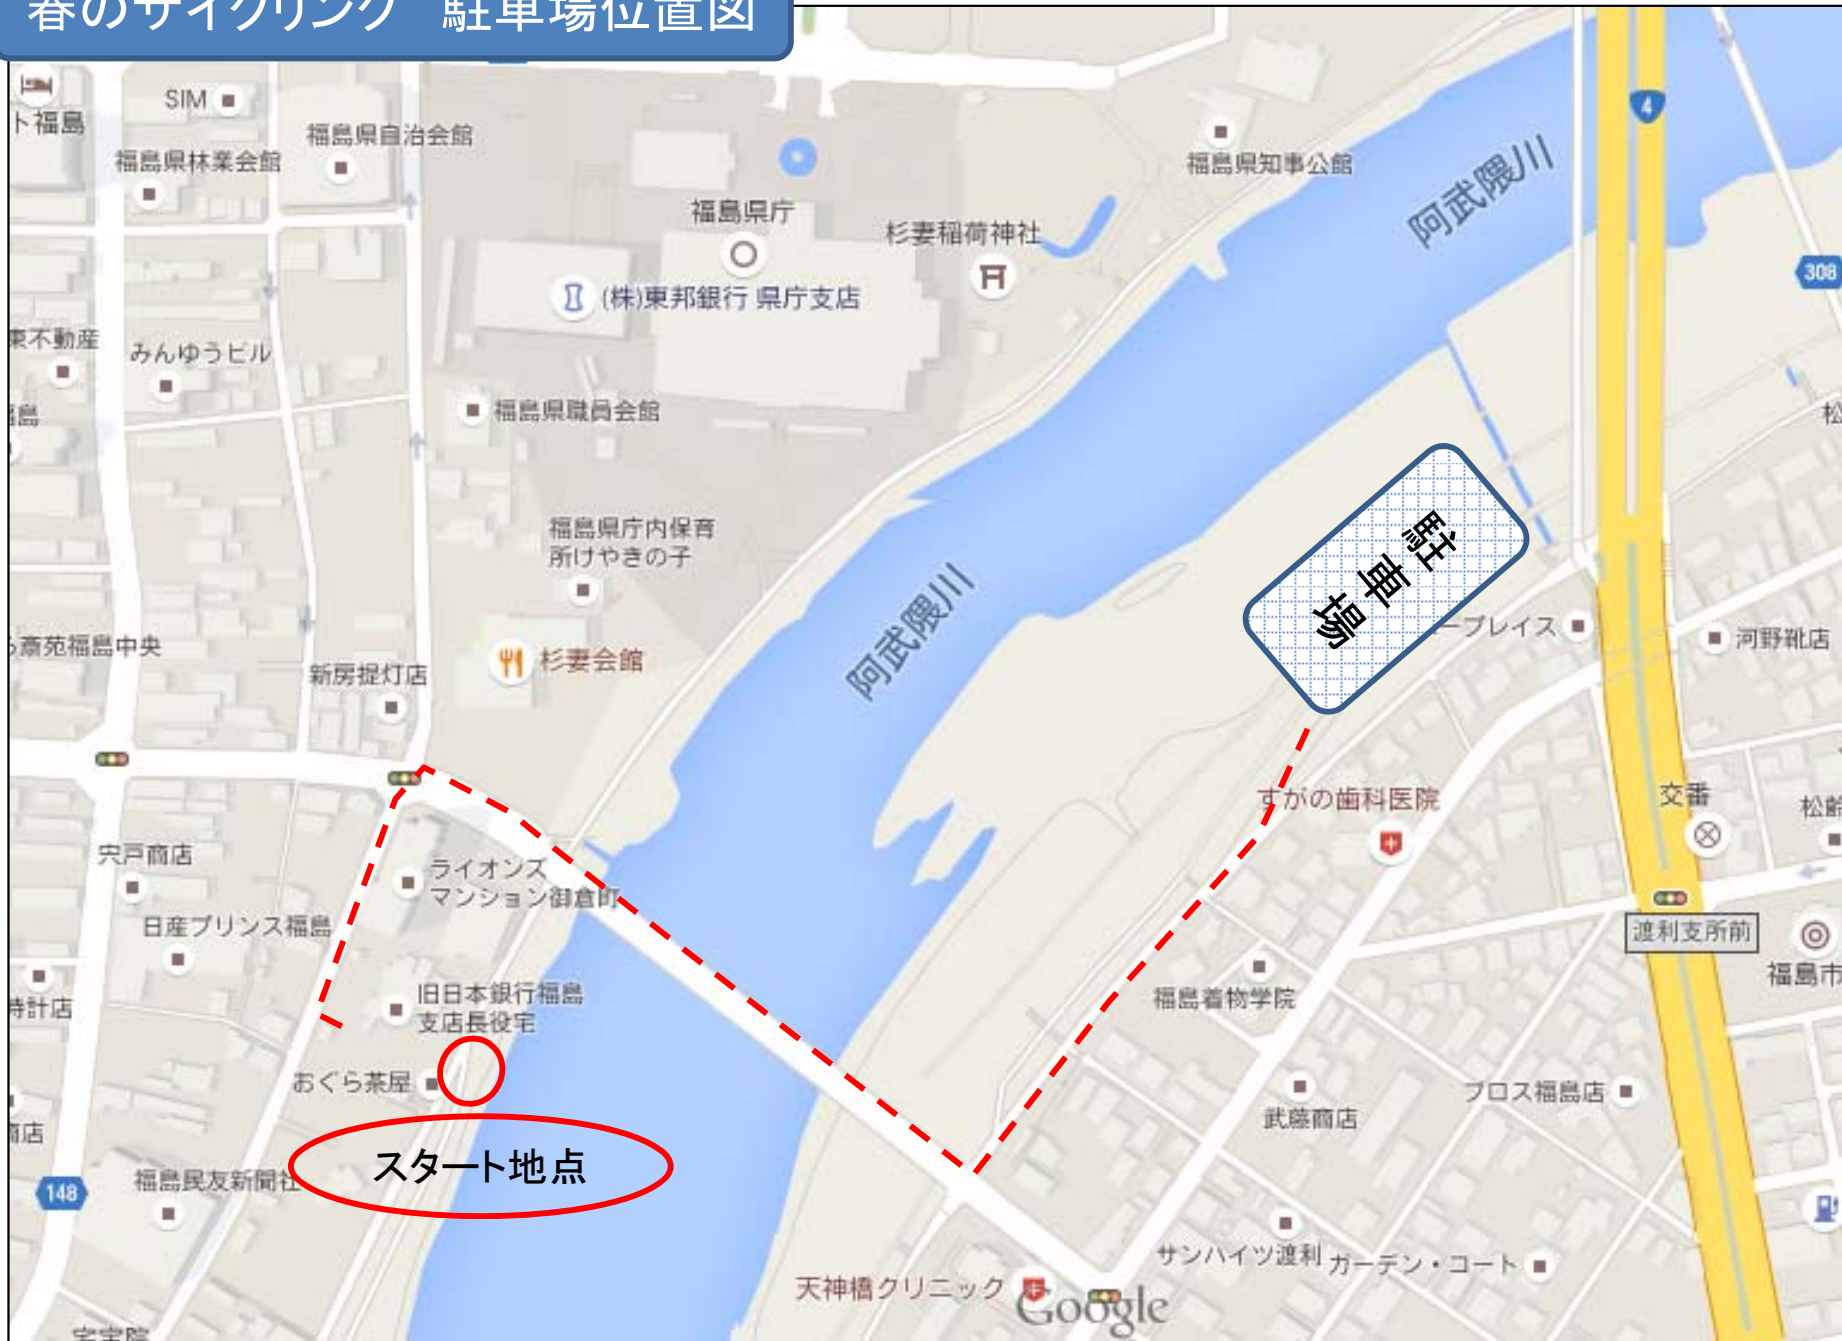 春のサイクリング 駐車場位置図
SIM
ト福島
福島県自治会館
福島県林業会館
福島県庁
杉妻稲荷神社
福島県知事公館
阿武隈川
4
308
(株)東邦銀行 県庁支店
東不動産
みんゆうビル
島
福島県職員会館
松
福島県庁内保育
所けやきの子
駐車場
斎苑福島中央
新房提灯店
杉妻会館
阿武隈川
ープレイス
河野靴店
すがの歯科医院
交番
松齢
宍戸商店
ライオンズ
マンション御倉町
日産プリンス福島
渡利支所前
福島市
時計店
旧日本銀行福島
支店長役宅
福島着物学院
おぐら茶屋
武藤商店
プロス福島店
商店
スタート地点
148
福島民友新聞社
サンハイツ渡利
ガーデン・コート
天神橋クリニック
Google